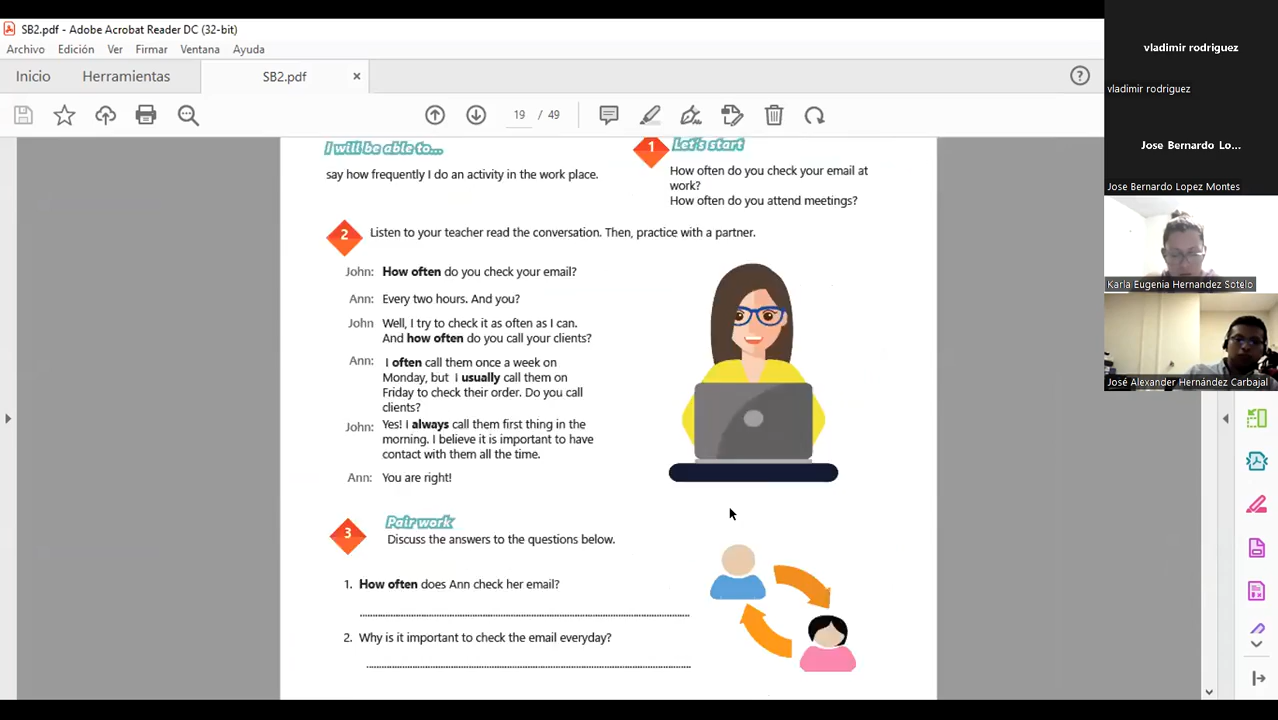 SB2.pdf - Adobe Acrobat Reader DC (32-bit)
Archivo Edición Ver Firmar Ventana Ayuda
Inicio Herramientas SB2.pdf ×
19 / 49
I will be able to...
say how frequently I do an activity in the work place.
1 Let's start
How often do you check your email at
work?
How often do you attend meetings?
2 Listen to your teacher read the conversation. Then, practice with a partner.
John: How often do you check your email?
Ann: Every two hours. And you?
John Well, I try to check it as often as I can.
And how often do you call your clients?
Ann: I often call them once a week on
Monday, but I usually call them on
Friday to check their order. Do you call
clients?
John: Yes! I always call them first thing in the
morning. I believe it is important to have
contact with them all the time.
Ann: You are right!
3 Pair work
Discuss the answers to the questions below.
1. How often does Ann check her email?
2. Why is it important to check the email everyday?
vladimir rodriguez
vladimir rodriguez
Jose Bernardo Lo...
Jose Bernardo Lopez Montes
Karla Eugenia Hernandez Sotelo
José Alexander Hernández Carbajal